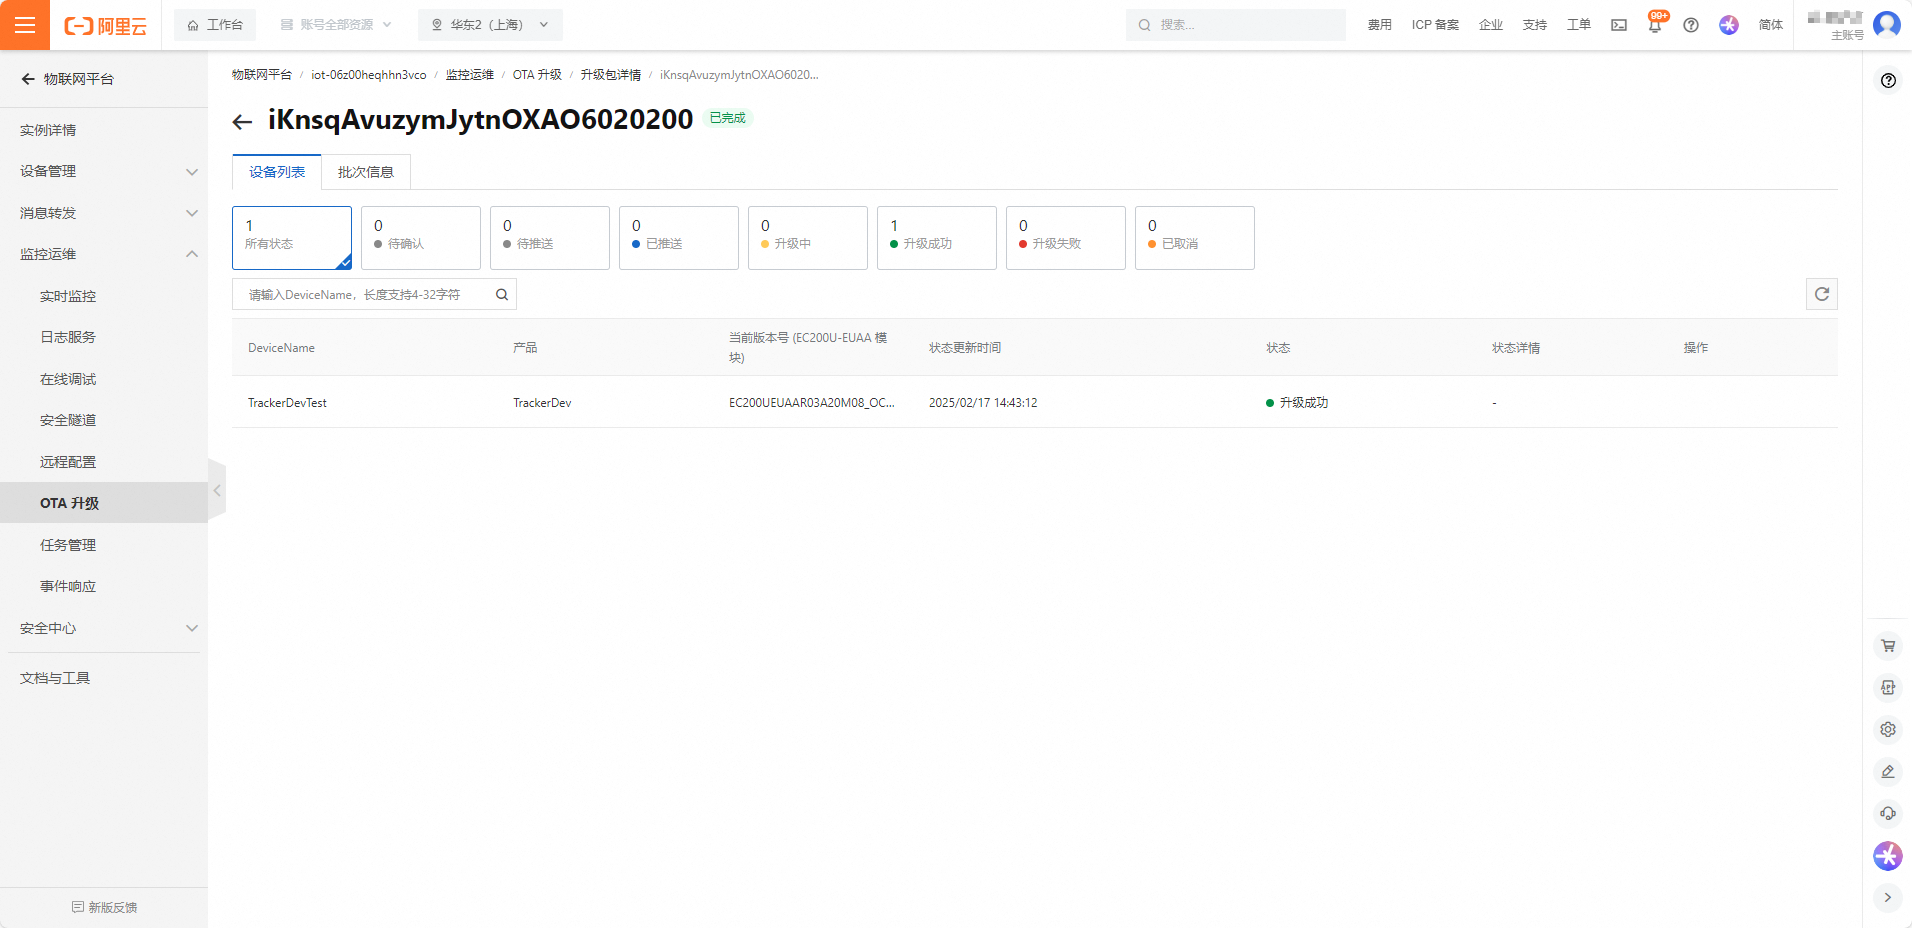 阿里云
工作台
账号全部资源
华东2（上海）
搜索...
费用
ICP 备案
企业
支持
工单
99+
简体
主账号
物联网平台
实例详情
设备管理
消息转发
监控运维
实时监控
日志服务
在线调试
安全隧道
远程配置
OTA 升级
任务管理
事件响应
安全中心
文档与工具
新版反馈
物联网平台 / iot-06z00heqhhn3vco / 监控运维 / OTA 升级 / 升级包详情 / iKnsqAvuzymJytnOXAO6020...
iKnsqAvuzymJytnOXAO6020200 已完成
设备列表 批次信息
1
所有状态
0
待确认
0
待推送
0
已推送
0
升级中
1
升级成功
0
升级失败
0
已取消
请输入DeviceName，长度支持4-32字符
DeviceName
产品
当前版本号 (EC200U-EUAA 模
块)
状态更新时间
状态
状态详情
操作
TrackerDevTest
TrackerDev
EC200UEUAAR03A20M08_OC...
2025/02/17 14:43:12
升级成功
-
APP